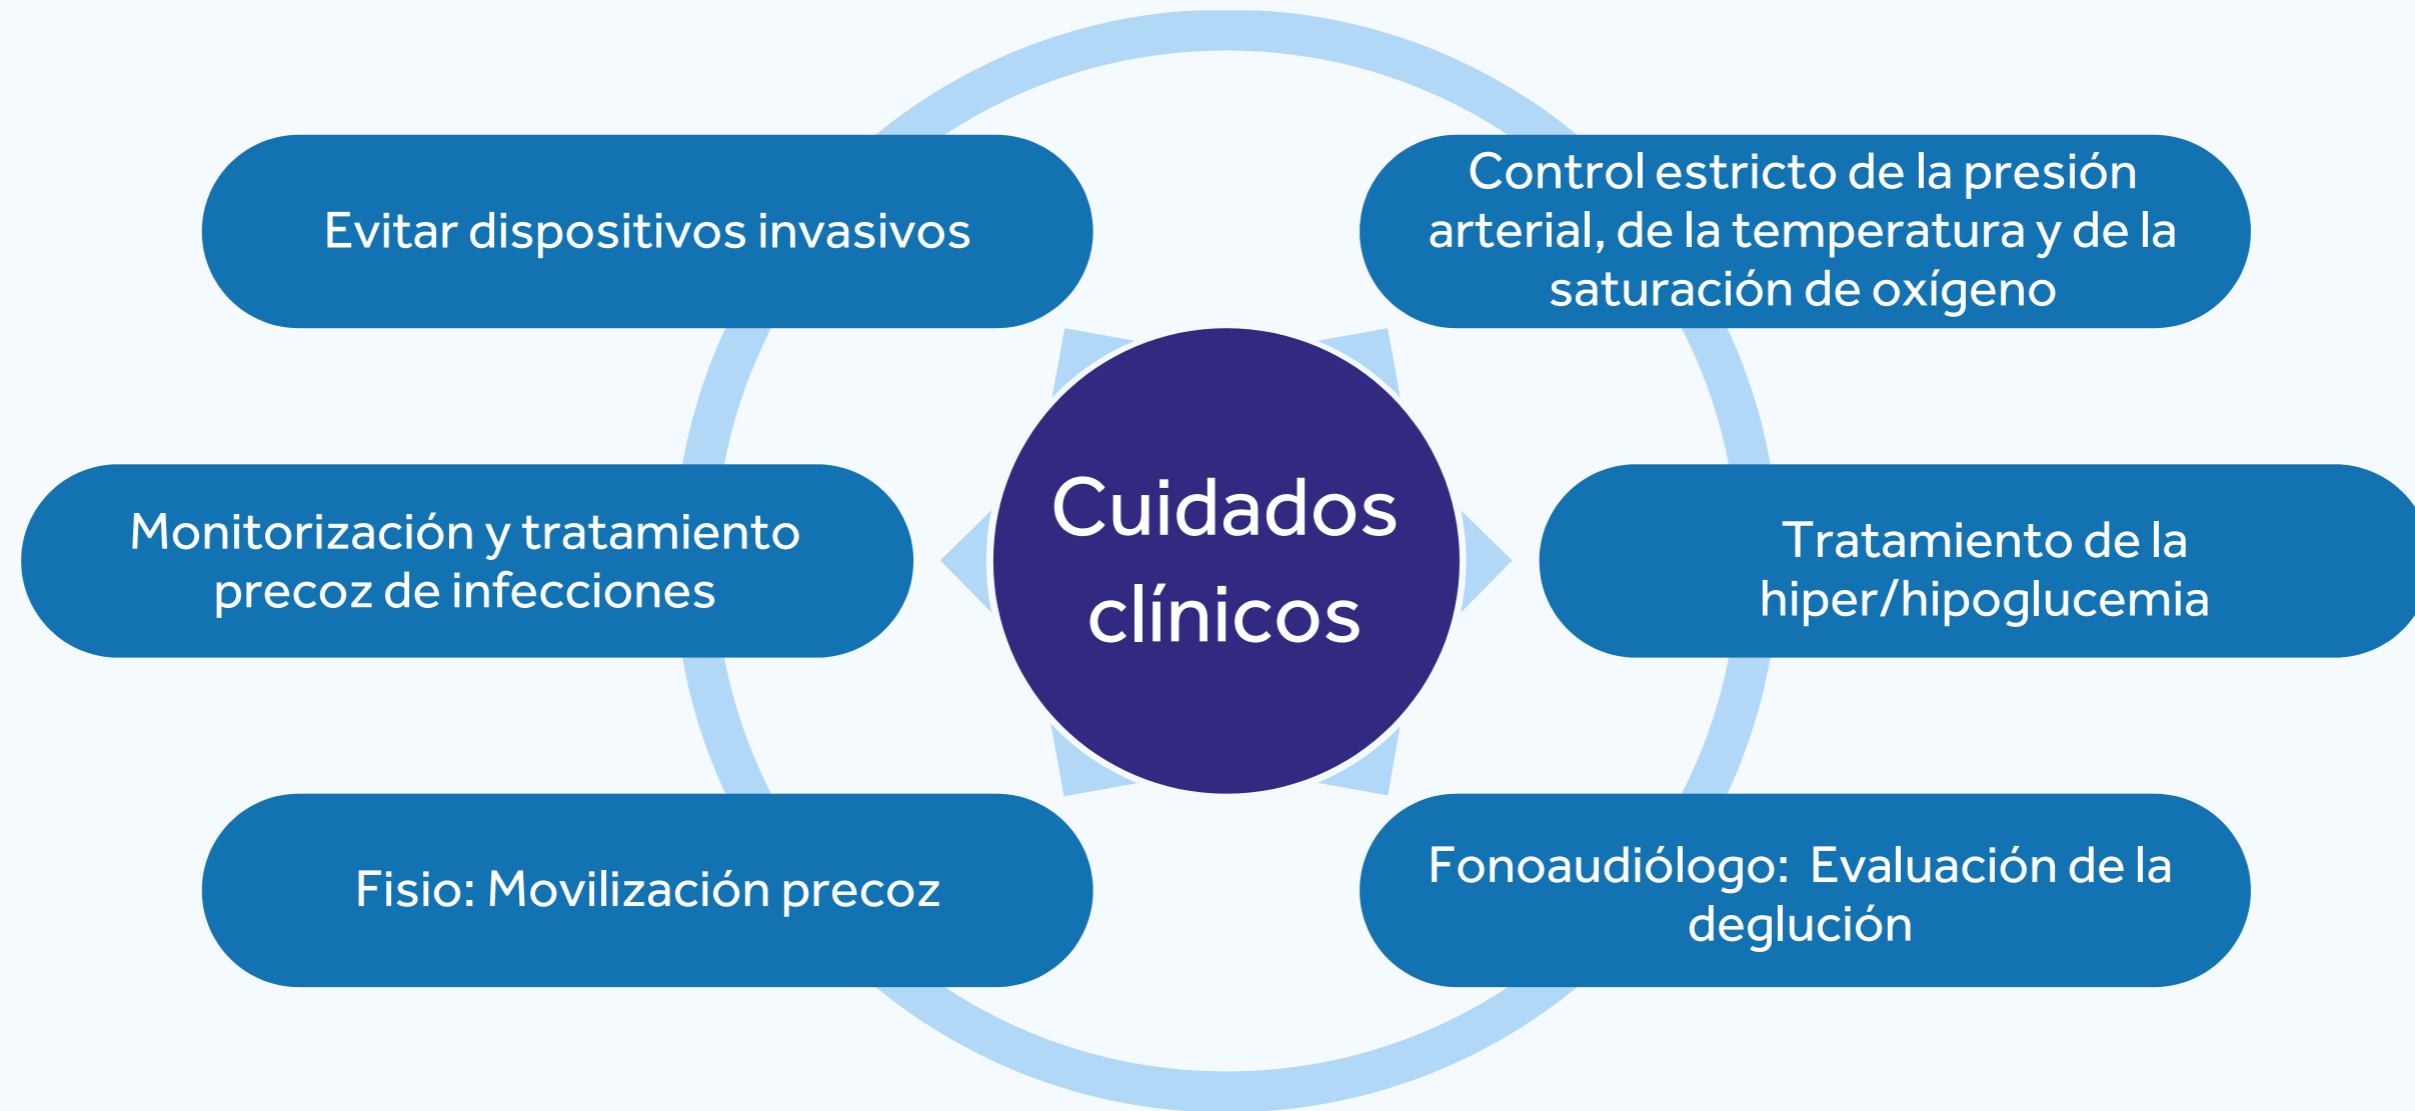 Evitar dispositivos invasivos
Control estricto de la presión
arterial, de la temperatura y de la
saturación de oxígeno
Monitorización y tratamiento
precoz de infecciones
Cuidados
clínicos
Tratamiento de la
hiper/hipoglucemia
Fisio: Movilización precoz
Fonoaudiólogo:  Evaluación de la
deglución